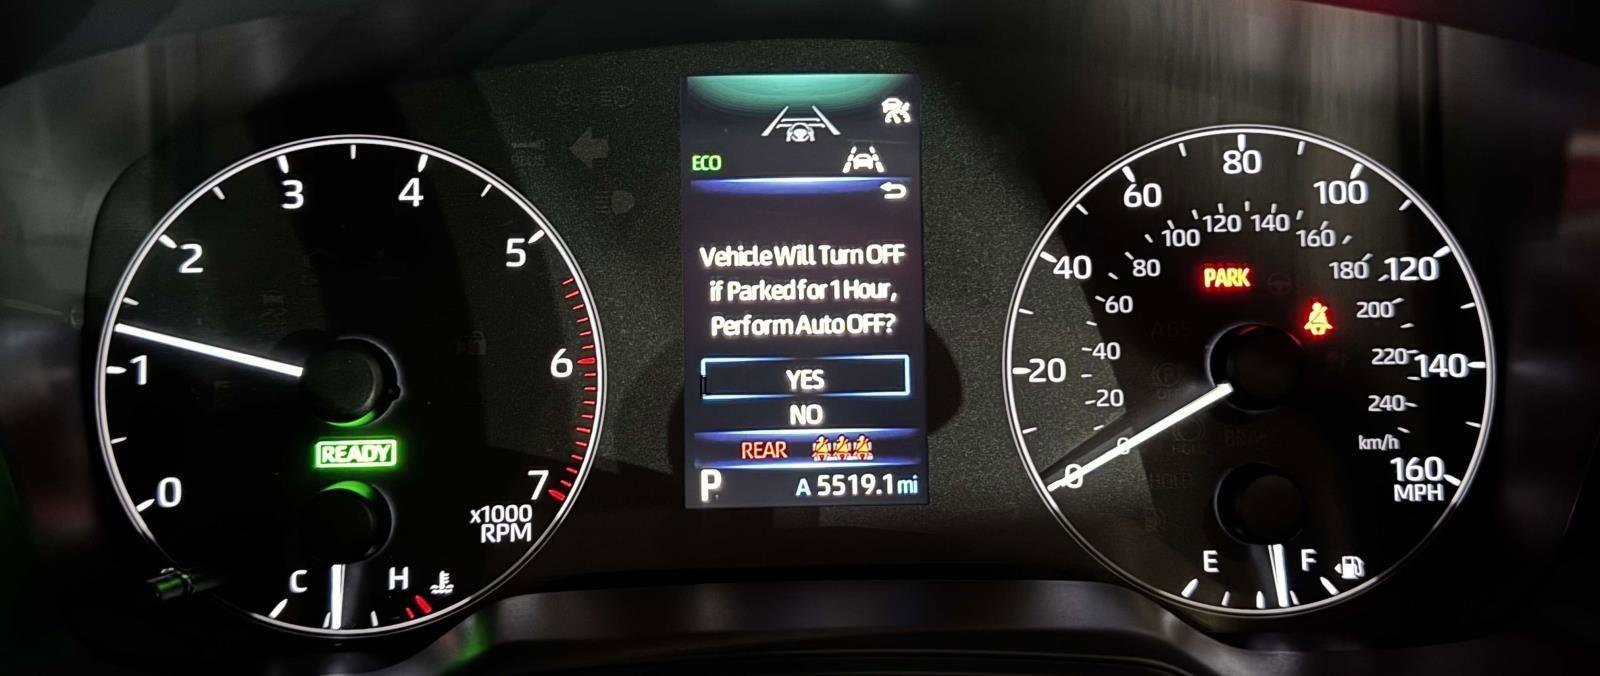 0
1
2
3
4
5
6
7
x1000
RPM
READY
C
H
ECO
Vehicle Will Turn OFF
if Parked for 1 Hour,
Perform Auto OFF?
YES
NO
REAR
P
A 5519.1 mi
0
20
40
60
80
100
120
140
160
MPH
0
20
40
60
80
100
120
140
160
180
200
220
240
km/h
PARK
E
F